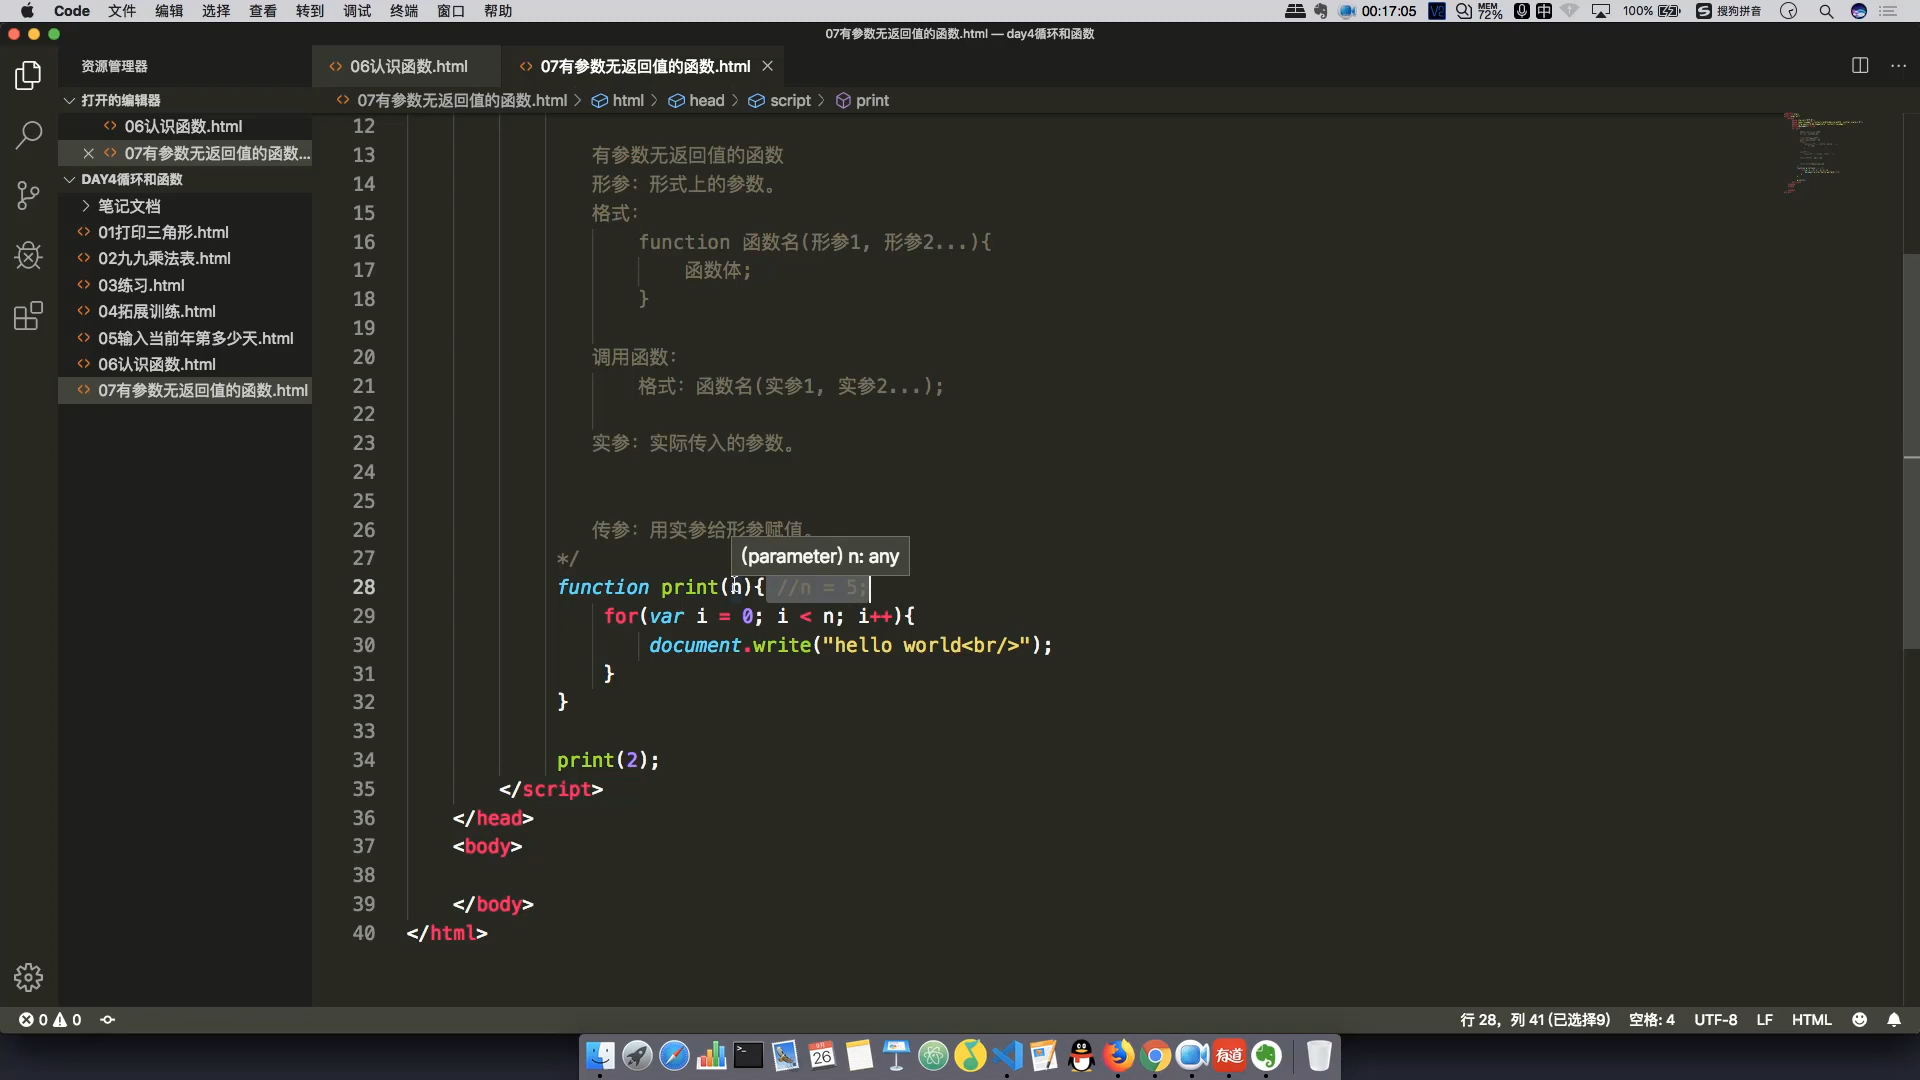 Code 文件 编辑 选择 查看 转到 调试 终端 窗口 帮助 00:17:05 MEM 72% 中 100% 搜狗拼音
07有参数无返回值的函数.html — day4循环和函数
资源管理器
06认识函数.html
07有参数无返回值的函数.html
打开的编辑器
06认识函数.html
07有参数无返回值的函数...
DAY4循环和函数
笔记文档
01打印三角形.html
02九九乘法表.html
03练习.html
04拓展训练.html
05输入当前年第多少天.html
06认识函数.html
07有参数无返回值的函数.html
07有参数无返回值的函数.html > html > head > script > print
12
13 有参数无返回值的函数
14 形参：形式上的参数。
15 格式：
16 function 函数名(形参1, 形参2...){
17 函数体;
18 }
19
20 调用函数：
21 格式：函数名(实参1, 实参2...);
22
23 实参：实际传入的参数。
24
25
26 传参：用实参给形参赋值。
(parameter) n: any
27 */
28 function print(n){ //n = 5;
29 for(var i = 0; i < n; i++){
30 document.write("hello world<br/>");
31 }
32 }
33
34 print(2);
35 </script>
36 </head>
37 <body>
38
39 </body>
40 </html>
0 0
行 28，列 41 (已选择9) 空格: 4 UTF-8 LF HTML
9月 26 有道